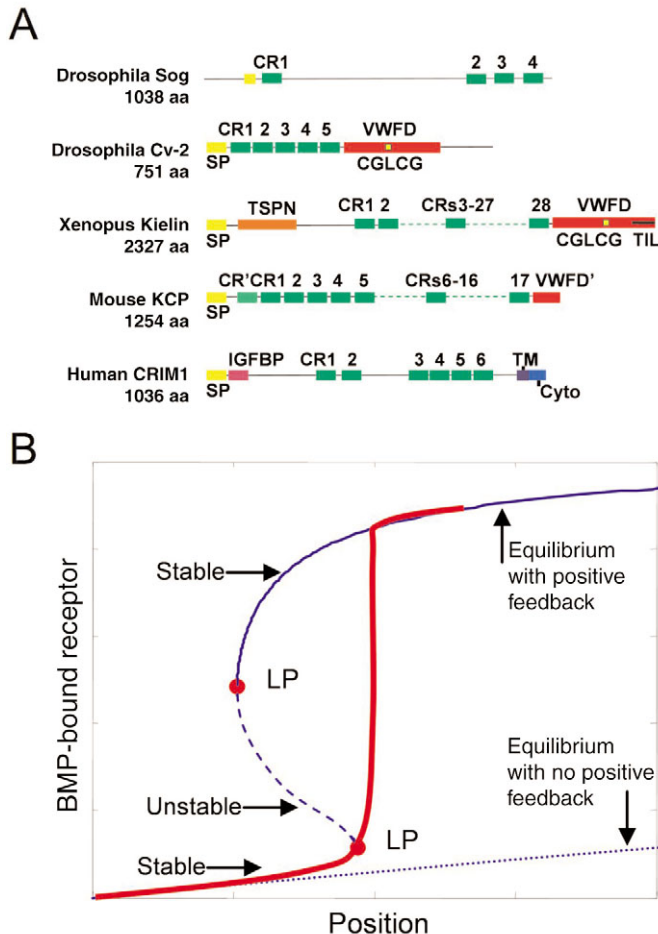 A
CR1 2 3 4
Drosophila Sog
1038 aa
CR1 2 3 4 5 VWFD
Drosophila Cv-2
751 aa
SP CGLCG
TSPN CR1 2 CRs3-27 28 VWFD
Xenopus Kielin
2327 aa
SP CGLCG TIL
CR'CR1 2 3 4 5 CRs6-16 17 VWFD'
Mouse KCP
1254 aa
SP
IGFBP CR1 2 3 4 5 6 TM
Human CRIM1
1036 aa
SP Cyto
B
BMP-bound receptor
Stable
Equilibrium
with positive
feedback
LP
Equilibrium
with no positive
feedback
Unstable
LP
Stable
Position